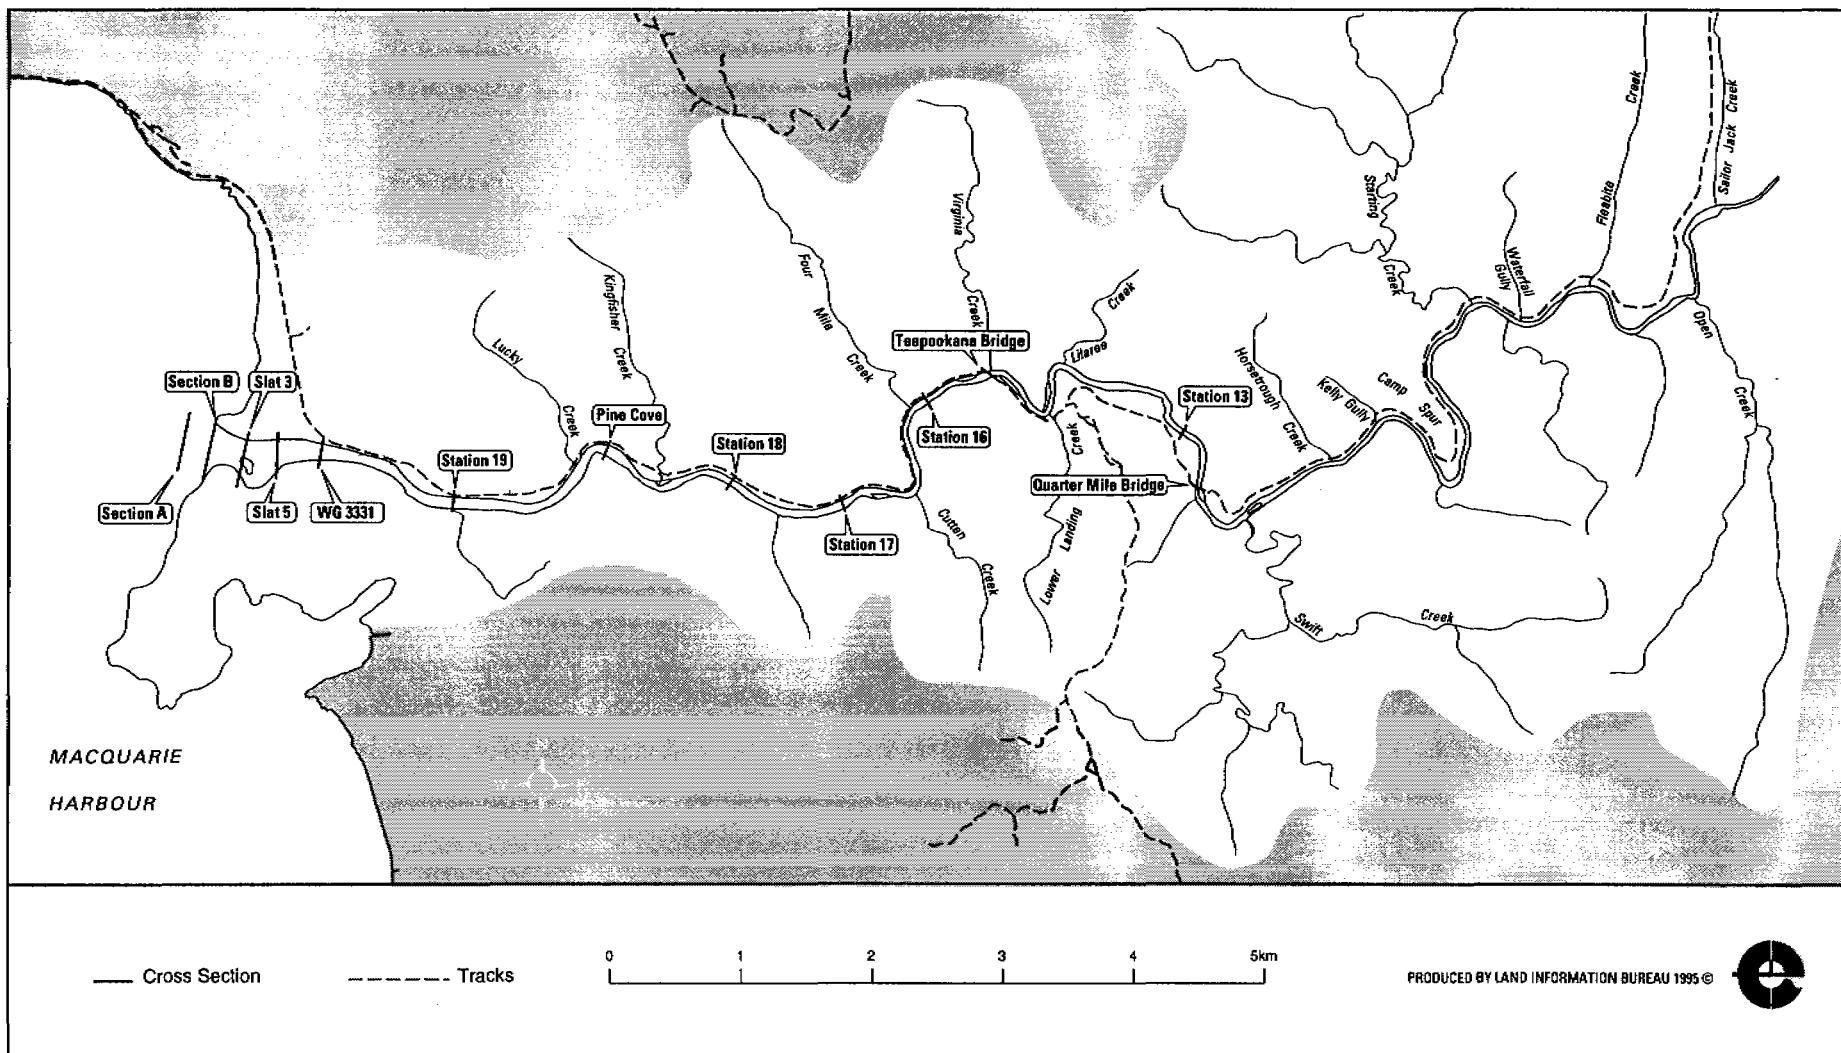 Creek
Fleabite
Sailor Jack Creek
Starling
Creek
Virginia
Creek
Four
Mile
Creek
Kingfisher
Creek
Waterfall
Gully
Lucky
Creek
Teepookana Bridge
Creek
Section B
Slat 3
Horsetrough
Creek
Kelly Gully
Camp
Spur
Open
Creek
Pine Cove
Station 13
Station 16
Station 18
Creek
Station 19
Quarter Mile Bridge
Section A
Slat 5
WG 3331
Station 17
Cutten
Creek
Lower
Landing
Swift
Creek
MACQUARIE
HARBOUR
Cross Section
Tracks
0
1
2
3
4
5km
PRODUCED BY LAND INFORMATION BUREAU 1995 ©